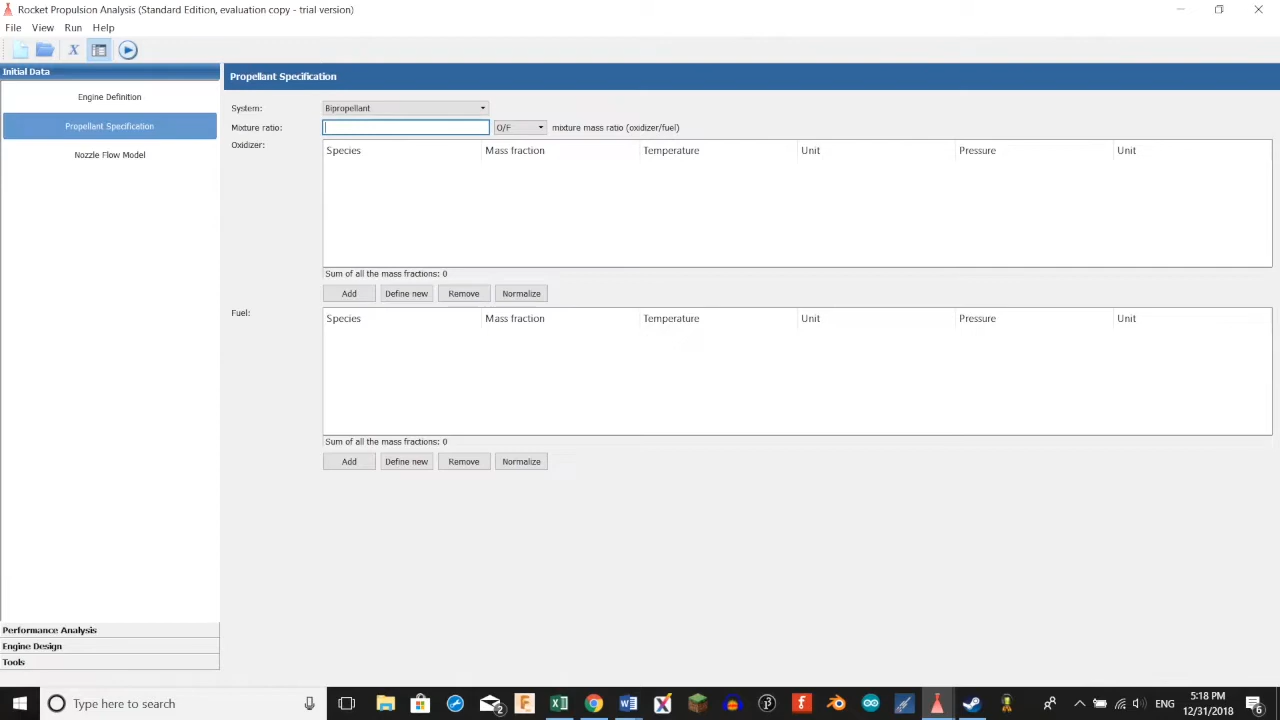 Rocket Propulsion Analysis (Standard Edition, evaluation copy - trial version)
File View Run Help
Initial Data
Engine Definition
Propellant Specification
Nozzle Flow Model
Performance Analysis
Engine Design
Tools
Propellant Specification
System: Bipropellant
Mixture ratio: O/F mixture mass ratio (oxidizer/fuel)
Oxidizer:
Species Mass fraction Temperature Unit Pressure Unit
Sum of all the mass fractions: 0
Add Define new Remove Normalize
Fuel:
Species Mass fraction Temperature Unit Pressure Unit
Sum of all the mass fractions: 0
Add Define new Remove Normalize
Type here to search
2
ENG
5:18 PM
12/31/2018
6